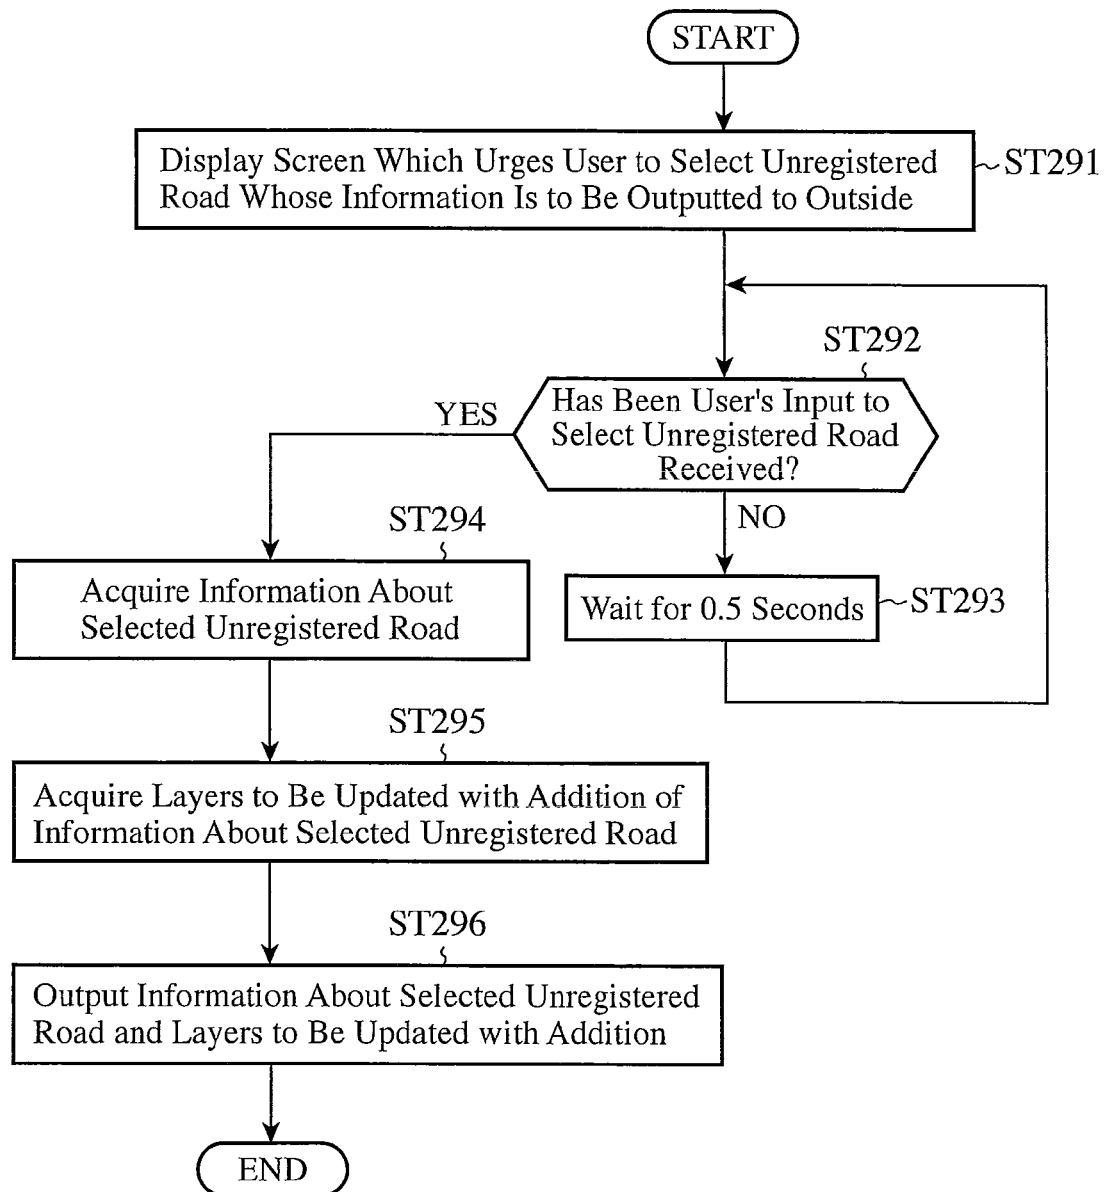 START
Display Screen Which Urges User to Select Unregistered
Road Whose Information Is to Be Outputted to Outside
ST291
ST292
Has Been User's Input to
Select Unregistered Road
Received?
YES
NO
ST293
Wait for 0.5 Seconds
ST294
Acquire Information About
Selected Unregistered Road
ST295
Acquire Layers to Be Updated with Addition of
Information About Selected Unregistered Road
ST296
Output Information About Selected Unregistered
Road and Layers to Be Updated with Addition
END